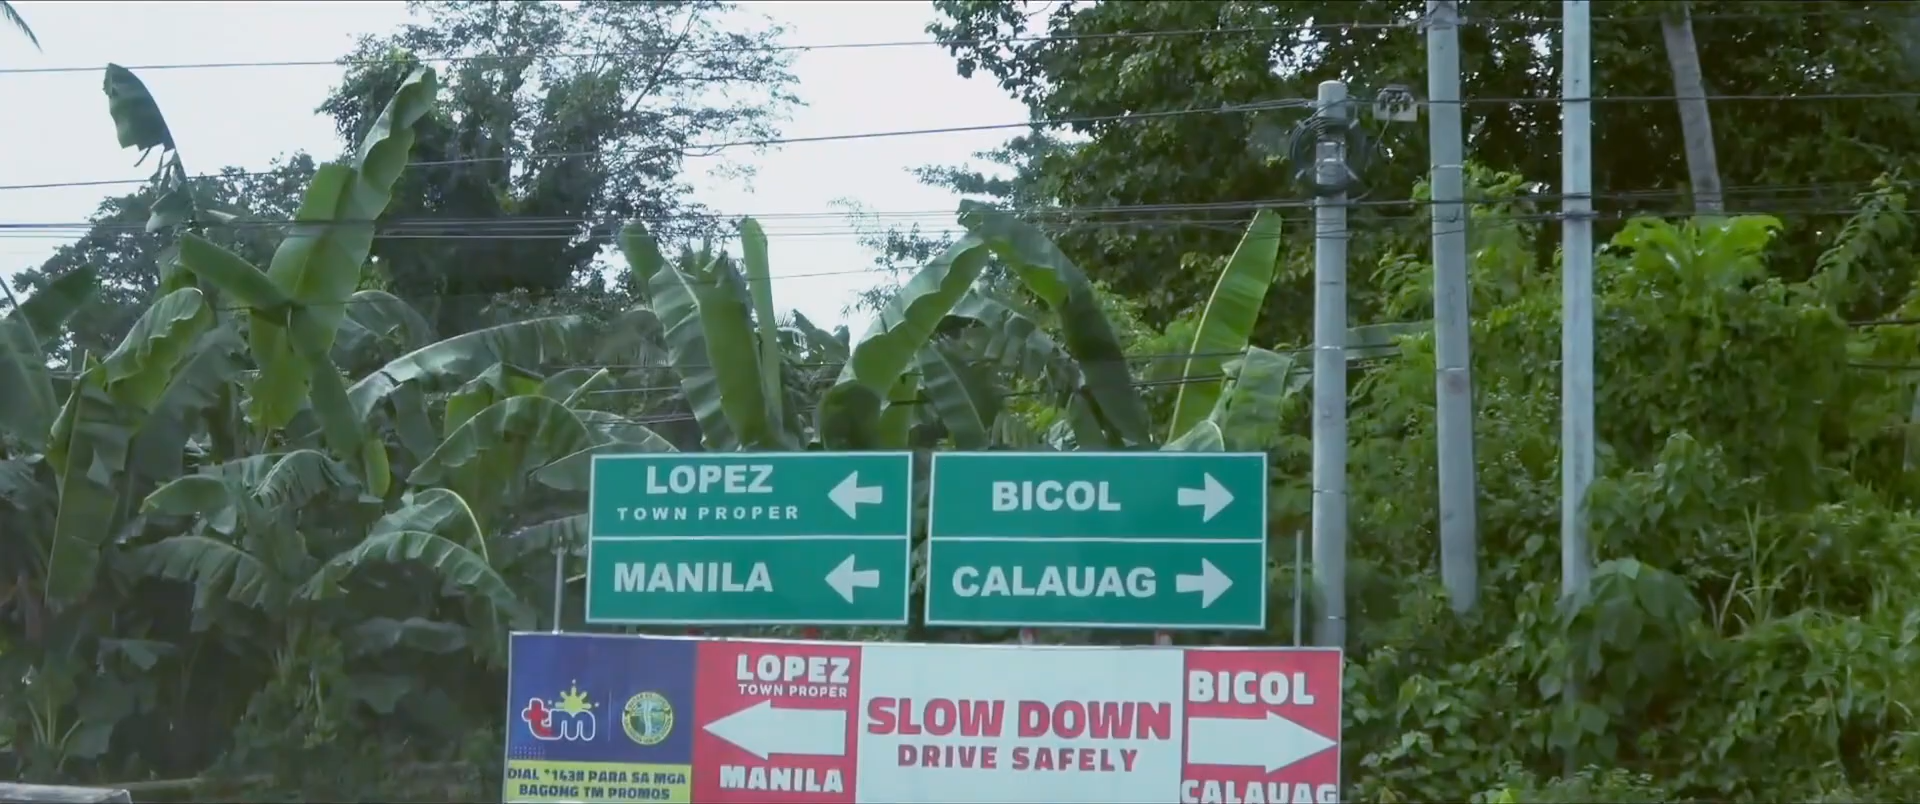 LOPEZ
TOWN PROPER
MANILA
BICOL
CALAUAG
tm
DIAL *143# PARA SA MGA
BAGONG TM PROMOS
LOPEZ
TOWN PROPER
MANILA
SLOW DOWN
DRIVE SAFELY
BICOL
CALAUAG